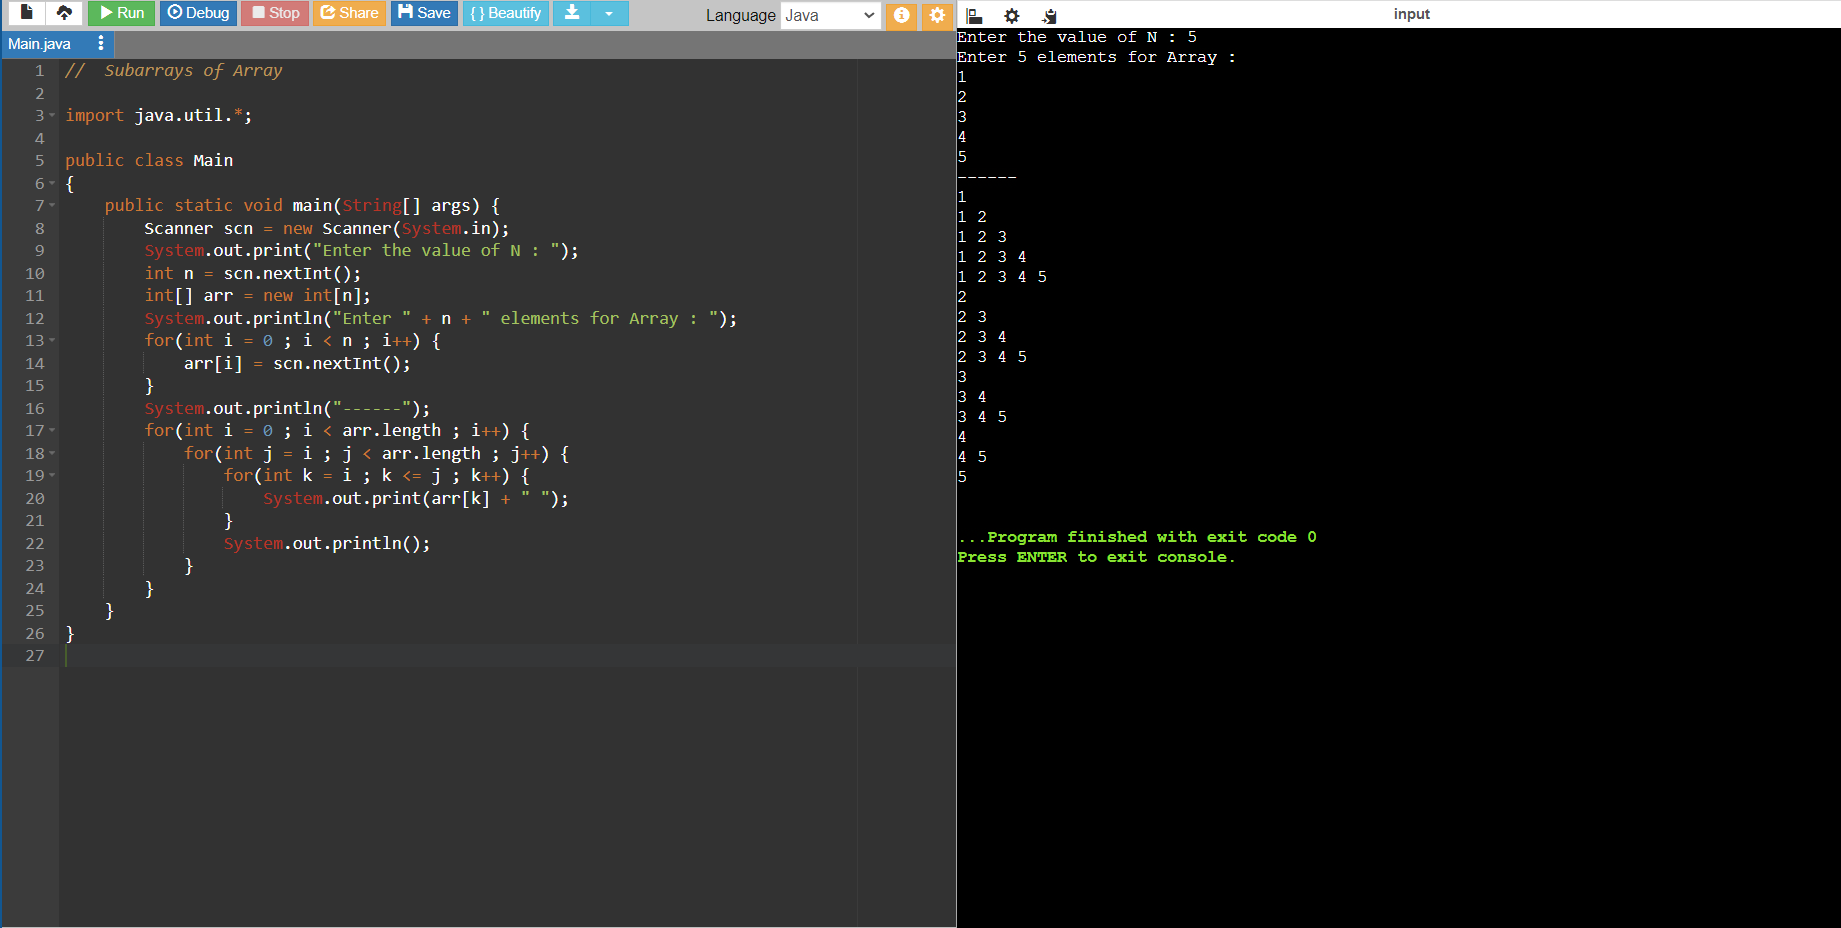 Run Debug Stop Share Save {} Beautify Language Java
Main.java
1 //  Subarrays of Array
2
3 import java.util.*;
4
5 public class Main
6 {
7     public static void main(String[] args) {
8         Scanner scn = new Scanner(System.in);
9         System.out.print("Enter the value of N : ");
10         int n = scn.nextInt();
11         int[] arr = new int[n];
12         System.out.println("Enter " + n + " elements for Array : ");
13         for(int i = 0 ; i < n ; i++) {
14             arr[i] = scn.nextInt();
15         }
16         System.out.println("------");
17         for(int i = 0 ; i < arr.length ; i++) {
18             for(int j = i ; j < arr.length ; j++) {
19                 for(int k = i ; k <= j ; k++) {
20                     System.out.print(arr[k] + " ");
21                 }
22                 System.out.println();
23             }
24         }
25     }
26 }
27
input
Enter the value of N : 5
Enter 5 elements for Array :
1
2
3
4
5
------
1
1 2
1 2 3
1 2 3 4
1 2 3 4 5
2
2 3
2 3 4
2 3 4 5
3
3 4
3 4 5
4
4 5
5
...Program finished with exit code 0
Press ENTER to exit console.